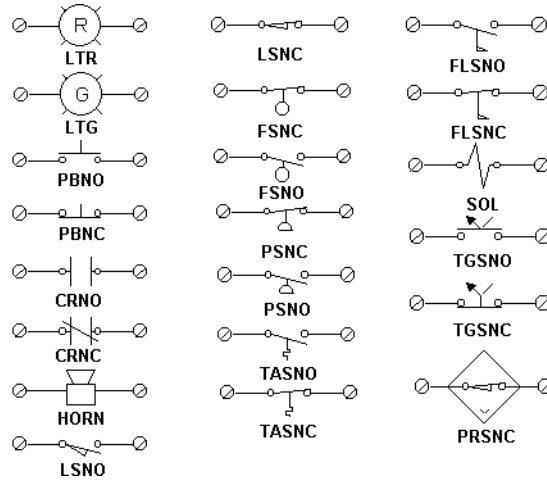 R
LTR
G
LTG
PBNO
PBNC
CRNO
CRNC
HORN
LSNO
LSNC
FSNC
FSNO
PSNC
PSNO
TASNO
TASNC
FLSNO
FLSNC
SOL
TGSNO
TGSNC
PRSNC